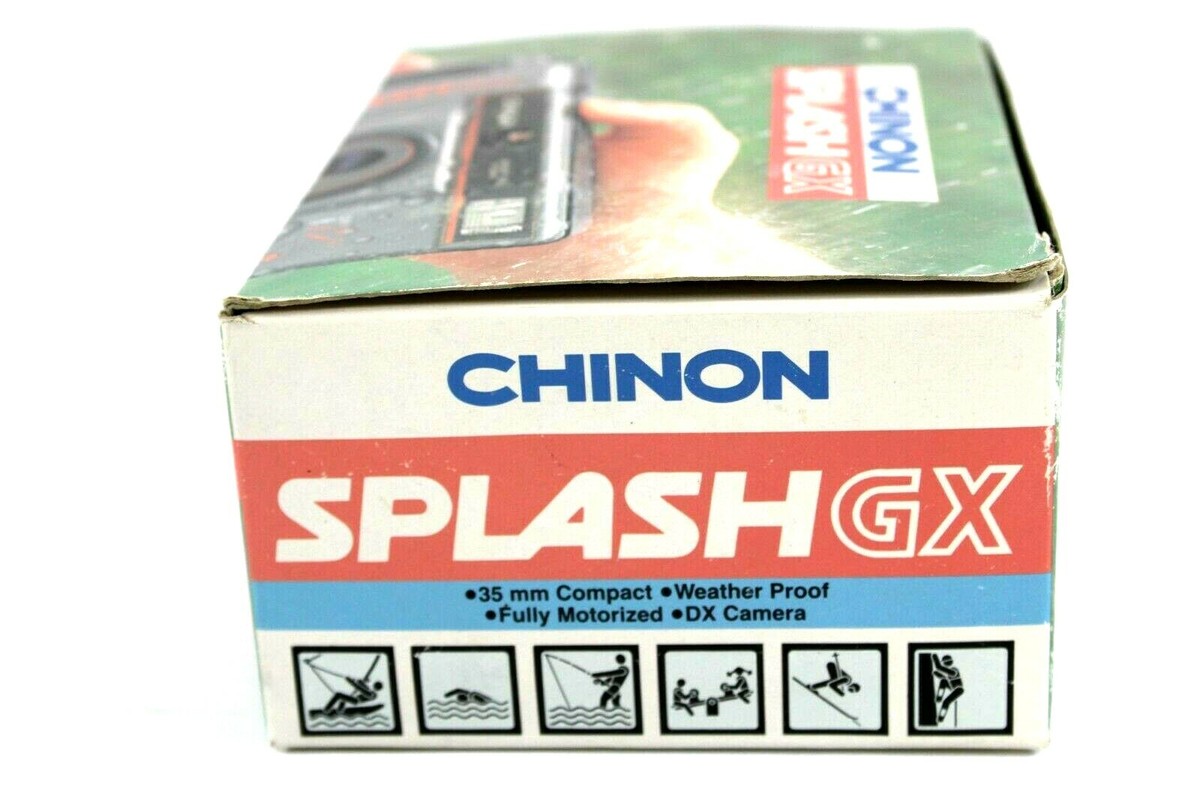 CHINON
SPLASH GX
CHINON
SPLASH GX
•35 mm Compact •Weather Proof
•Fully Motorized •DX Camera